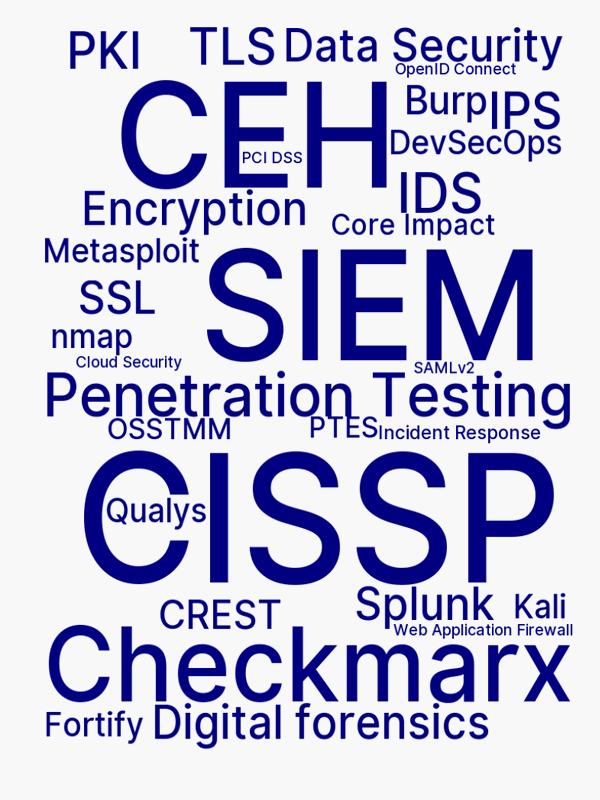 PKI
TLS
Data Security
OpenID Connect
CEH
Burp
IPS
PCI DSS
DevSecOps
IDS
Encryption
Core Impact
Metasploit
SIEM
SSL
nmap
Cloud Security
SAMLv2
Penetration Testing
OSSTMM
PTES
Incident Response
CISSP
Qualys
Splunk
Kali
CREST
Web Application Firewall
Checkmarx
Fortify
Digital forensics